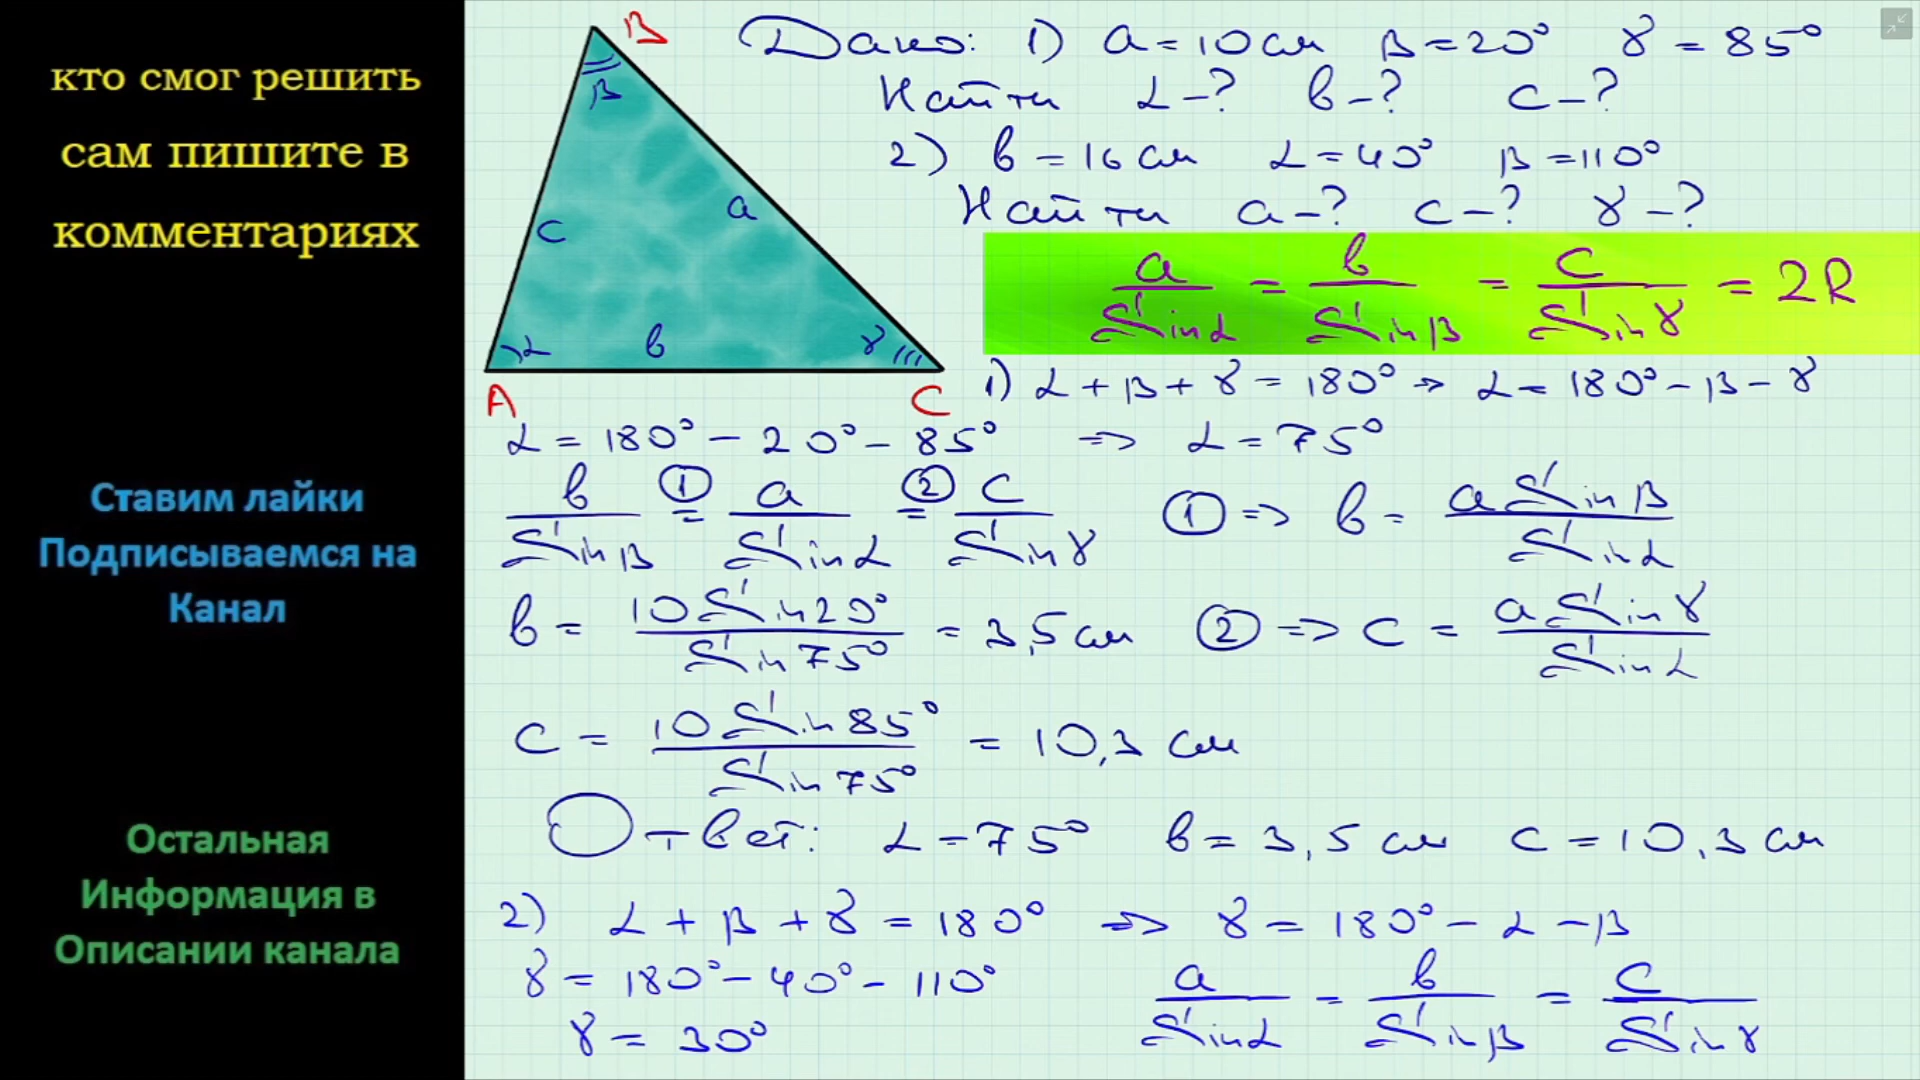 кто смог решить
сам пишите в
комментариях
Ставим лайки
Подписываемся на
Канал
Остальная
Информация в
Описании канала
B
β
c
a
α
b
γ
A
C
Дано: 1) a = 10 см β = 20° γ = 85°
Найти α - ? b - ? c - ?
2) b = 16 см α = 40° β = 110°
Найти a - ? c - ? γ - ?
a/sin α = b/sin β = c/sin γ = 2R
1) α + β + γ = 180° ⇒ α = 180° - β - γ
α = 180° - 20° - 85° ⇒ α = 75°
b/sin β =① a/sin α =② c/sin γ ① ⇒ b = a sin β/sin α
b = 10 sin 20°/sin 75° = 3,5 см ② ⇒ c = a sin γ/sin α
c = 10 sin 85°/sin 75° = 10,3 см
Ответ: α = 75° b = 3,5 см c = 10,3 см
2) α + β + γ = 180° ⇒ γ = 180° - α - β
γ = 180° - 40° - 110° a/sin α = b/sin β = c/sin γ
γ = 30°